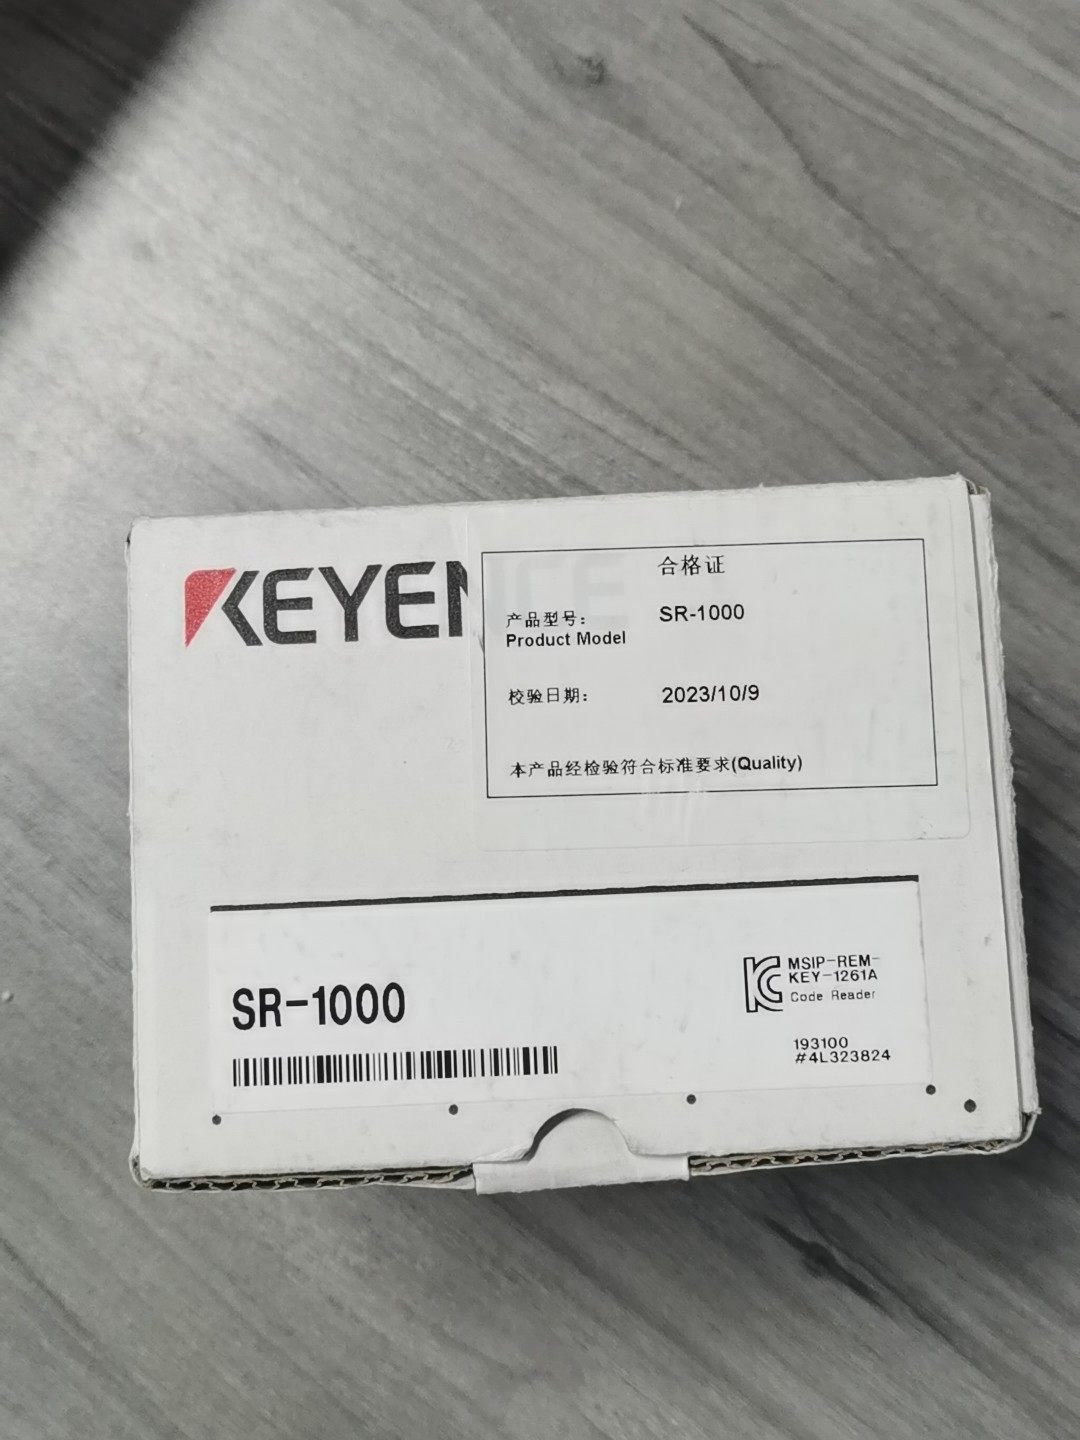 KEYENCE
合格证
产品型号: SR-1000
Product Model
校验日期: 2023/10/9
本产品经检验符合标准要求(Quality)
SR-1000
MSIP-REM-
KEY-1261A
Code Reader
193100
#4L323824